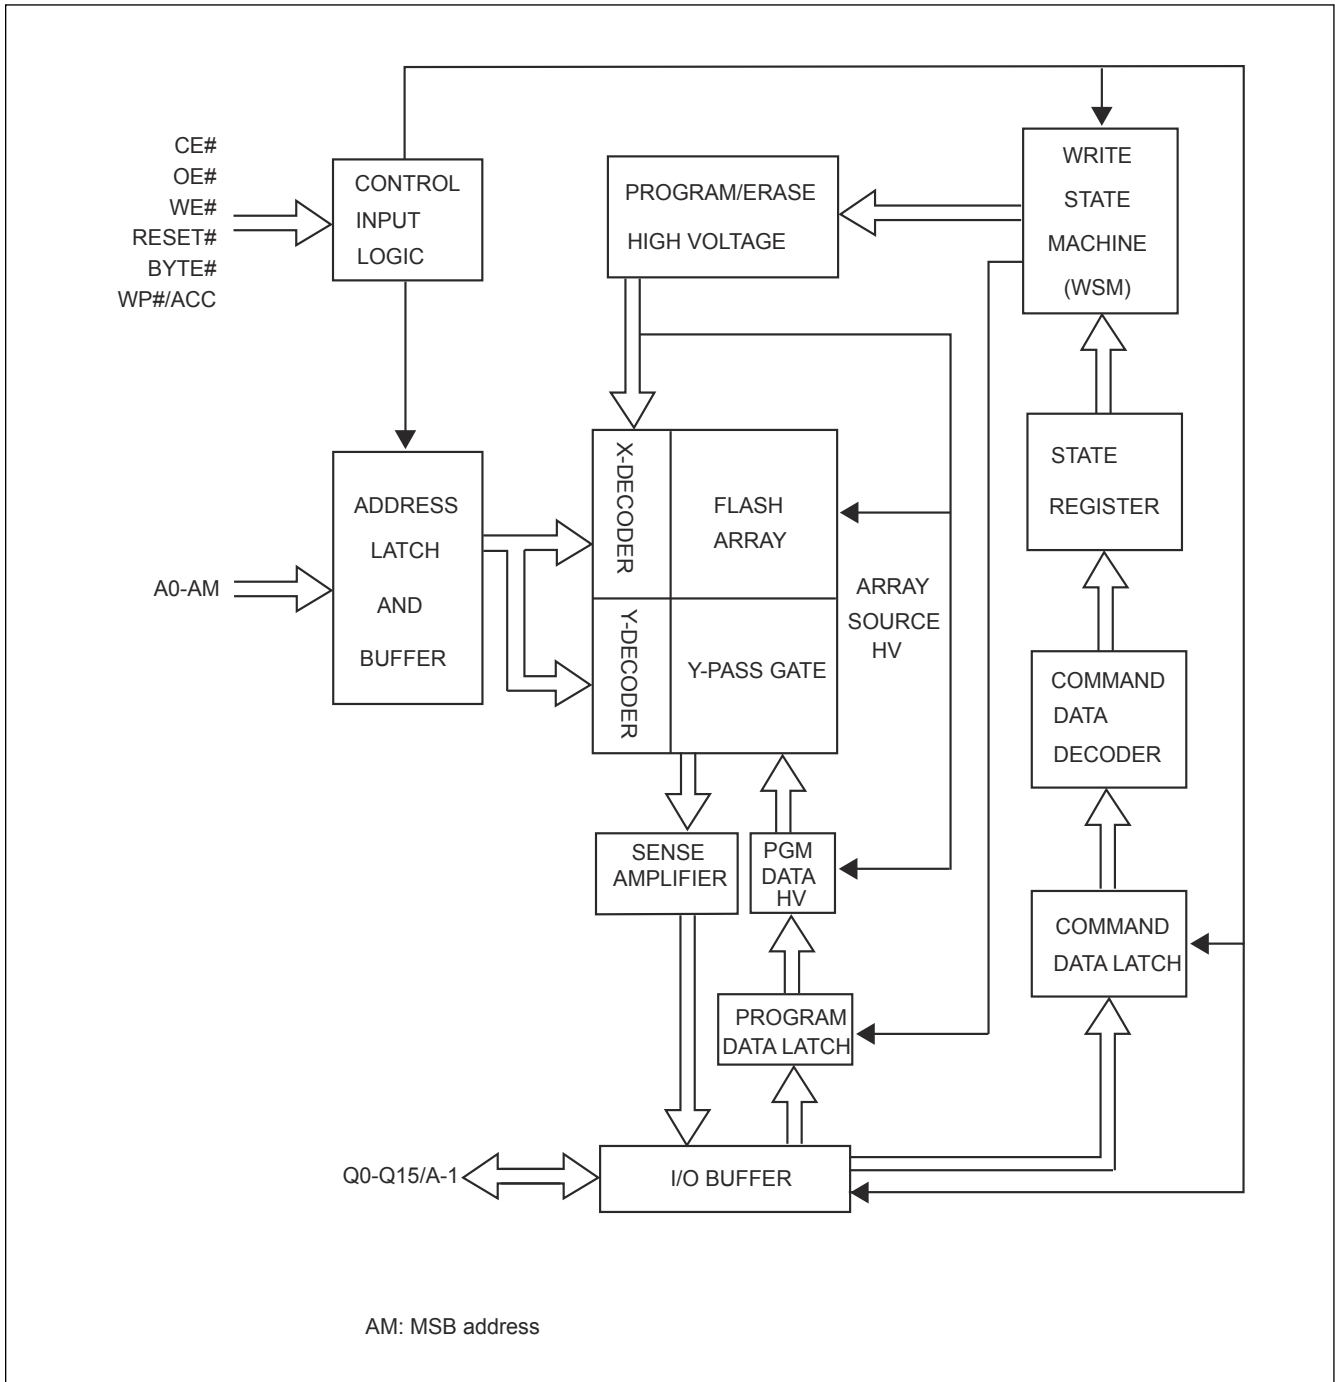 CE#
OE#
WE#
RESET#
BYTE#
WP#/ACC
CONTROL
INPUT
LOGIC
PROGRAM/ERASE
HIGH VOLTAGE
WRITE
STATE
MACHINE
(WSM)
A0-AM
ADDRESS
LATCH
AND
BUFFER
X-DECODER
FLASH
ARRAY
Y-DECODER
Y-PASS GATE
ARRAY
SOURCE
HV
STATE
REGISTER
COMMAND
DATA
DECODER
SENSE
AMPLIFIER
PGM
DATA
HV
COMMAND
DATA LATCH
PROGRAM
DATA LATCH
Q0-Q15/A-1
I/O BUFFER
AM: MSB address